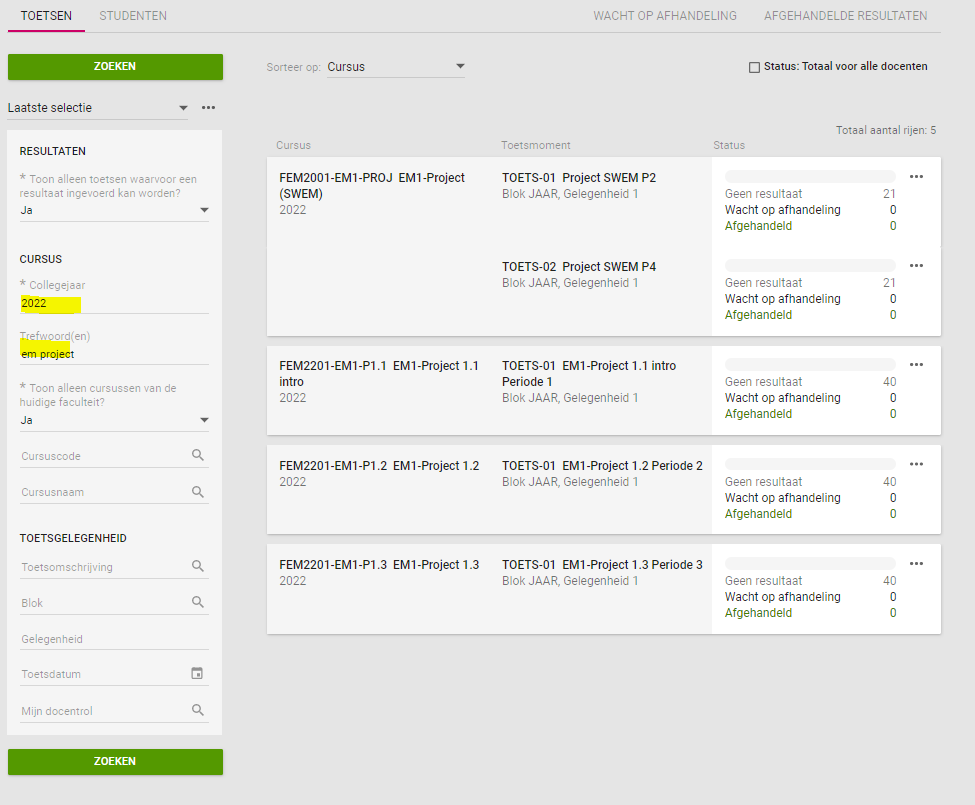 TOETSEN STUDENTEN WACHT OP AFHANDELING AFGEHANDELDE RESULTATEN
ZOEKEN
Sorteer op: Cursus
Status: Totaal voor alle docenten
Laatste selectie
RESULTATEN
* Toon alleen toetsen waarvoor een
resultaat ingevoerd kan worden?
Ja
CURSUS
* Collegejaar
2022
Trefwoord(en)
em project
* Toon alleen cursussen van de
huidige faculteit?
Ja
Cursuscode
Cursusnaam
TOETSGELEGENHEID
Toetsomschrijving
Blok
Gelegenheid
Toetsdatum
Mijn docentrol
ZOEKEN
Totaal aantal rijen: 5
Cursus Toetsmoment Status
FEM2001-EM1-PROJ EM1-Project
(SWEM)
2022
TOETS-01 Project SWEM P2
Blok JAAR, Gelegenheid 1
Geen resultaat 21
Wacht op afhandeling 0
Afgehandeld 0
TOETS-02 Project SWEM P4
Blok JAAR, Gelegenheid 1
Geen resultaat 21
Wacht op afhandeling 0
Afgehandeld 0
FEM2201-EM1-P1.1 EM1-Project 1.1
intro
2022
TOETS-01 EM1-Project 1.1 intro
Periode 1
Blok JAAR, Gelegenheid 1
Geen resultaat 40
Wacht op afhandeling 0
Afgehandeld 0
FEM2201-EM1-P1.2 EM1-Project 1.2
2022
TOETS-01 EM1-Project 1.2 Periode 2
Blok JAAR, Gelegenheid 1
Geen resultaat 40
Wacht op afhandeling 0
Afgehandeld 0
FEM2201-EM1-P1.3 EM1-Project 1.3
2022
TOETS-01 EM1-Project 1.3 Periode 3
Blok JAAR, Gelegenheid 1
Geen resultaat 40
Wacht op afhandeling 0
Afgehandeld 0